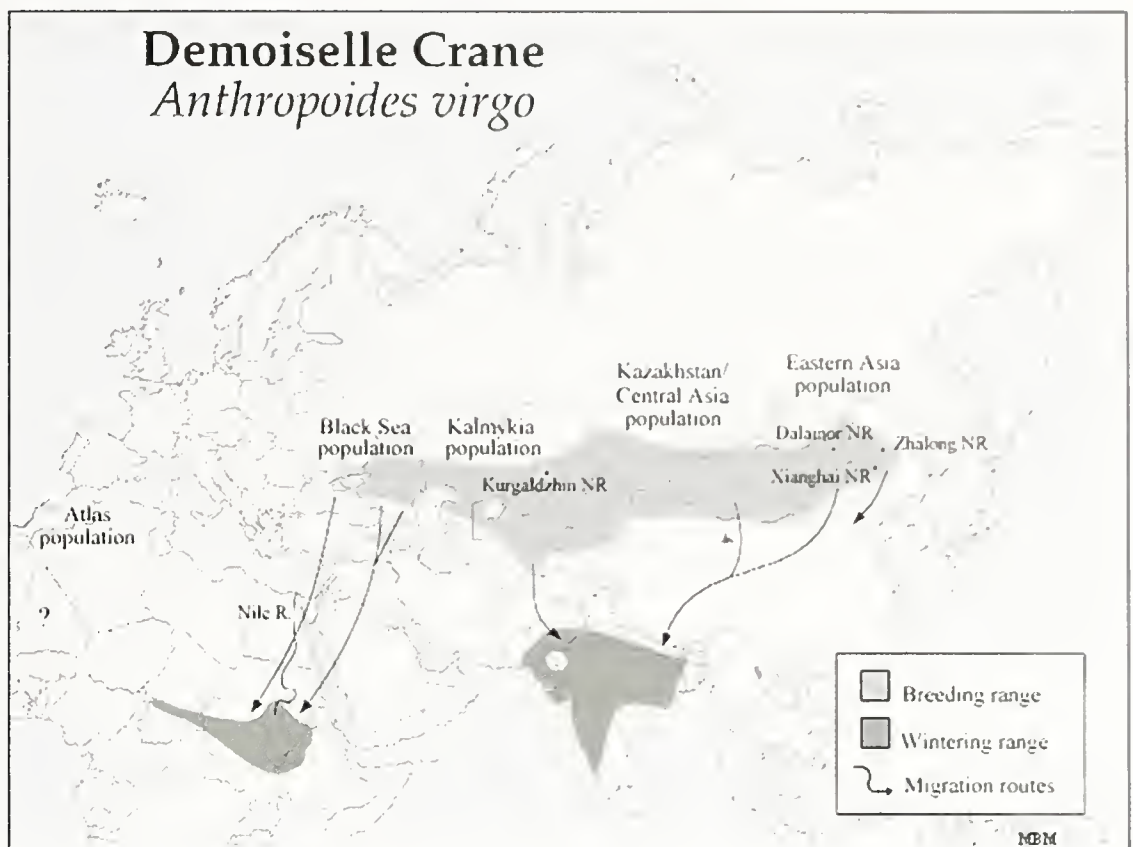 Demoiselle Crane
Anthropoides virgo
Kazakhstan/
Central Asia
population
Eastern Asia
population
Black Sea
population
Kalmykia
population
Dalainor NR
Zhalong NR
Kurgaldzhin NR
Xianghai NR
Atlas
population
?
Nile R.
Breeding range
Wintering range
Migration routes
MBM